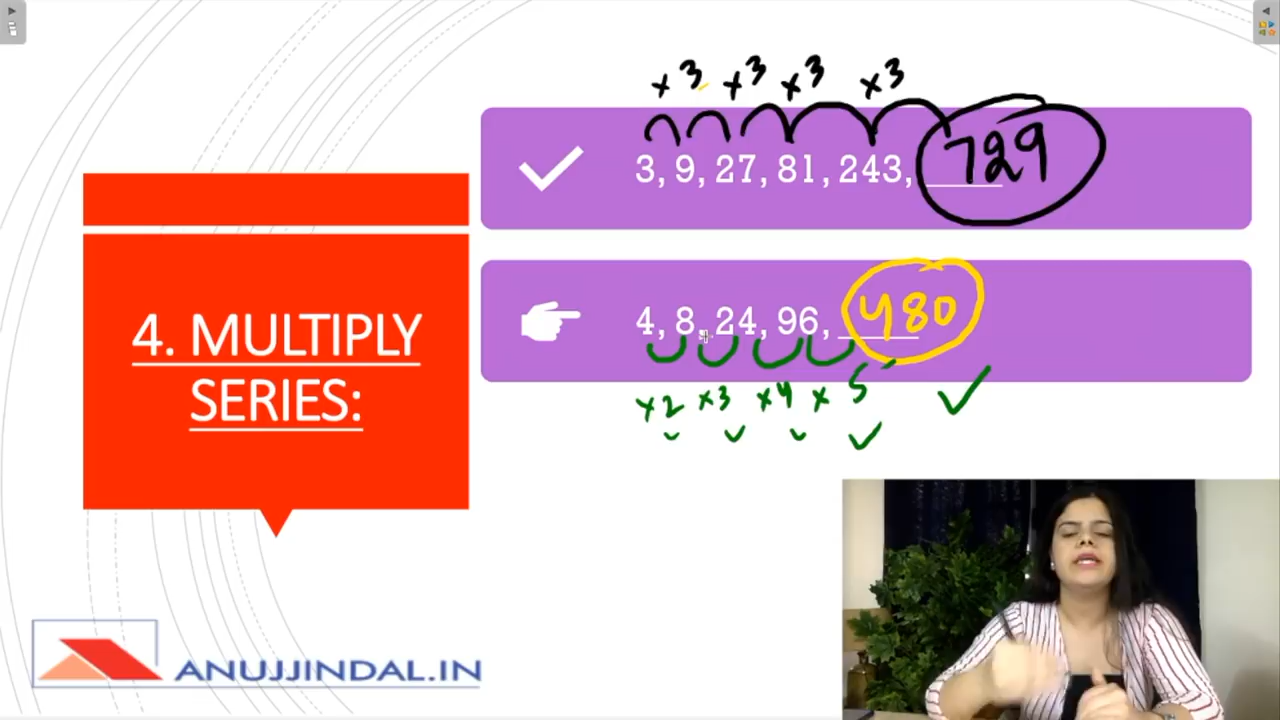 ×3 ×3 ×3 ×3
3, 9, 27, 81, 243, 729
4. MULTIPLY
SERIES:
4, 8, 24, 96, 480
×2 ×3 ×4 × 5
ANUJJINDAL.IN